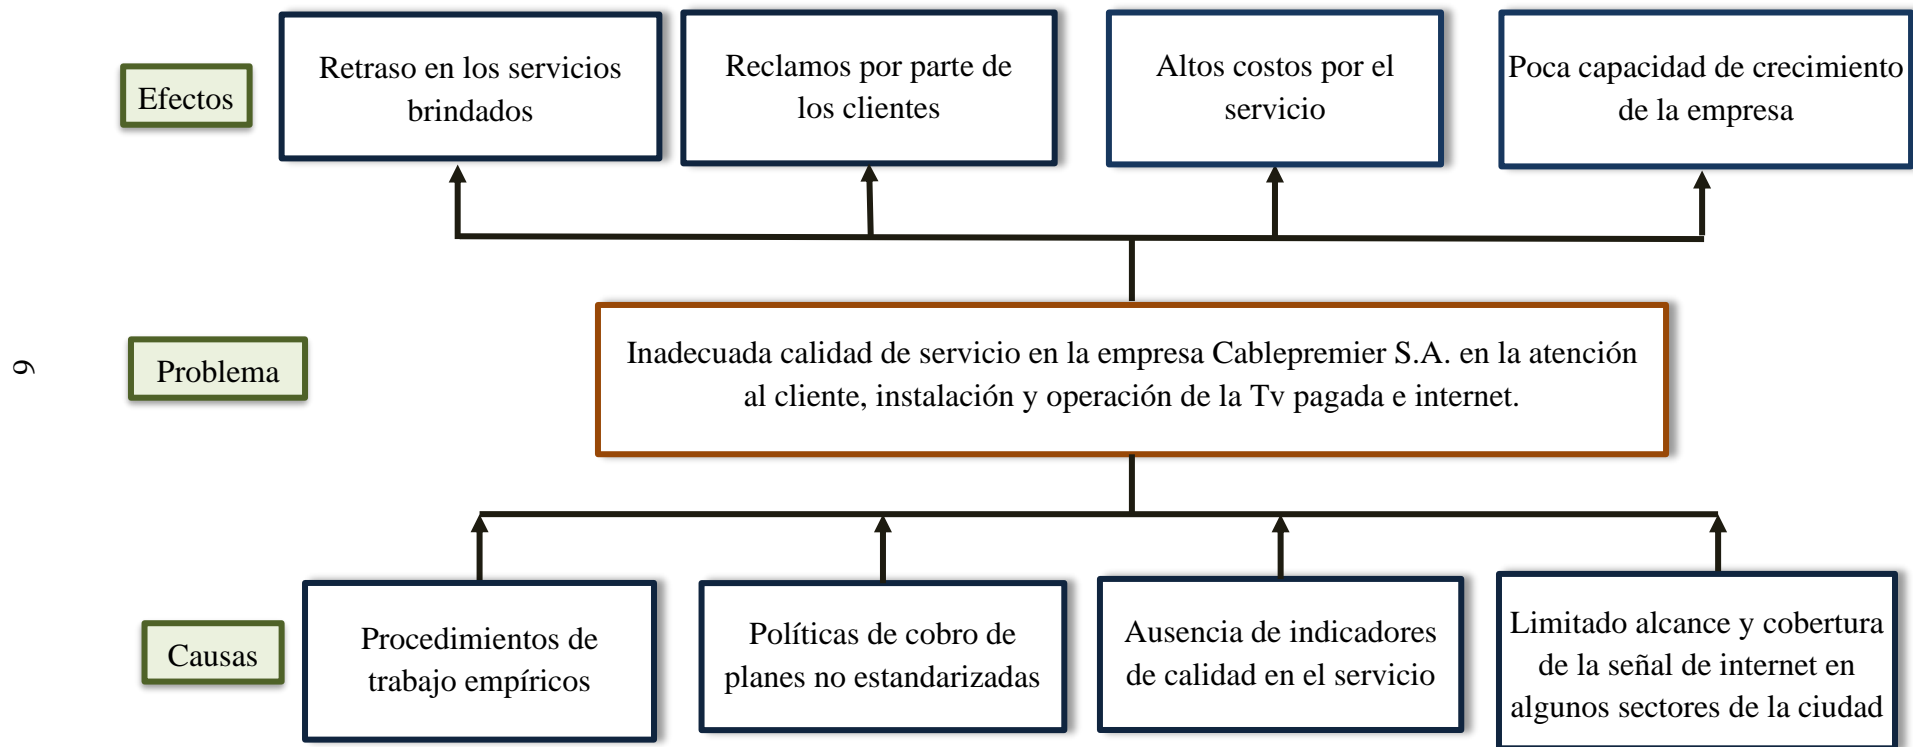 Efectos
Retraso en los servicios
brindados
Reclamos por parte de
los clientes
Altos costos por el
servicio
Poca capacidad de crecimiento
de la empresa
9
Problema
Inadecuada calidad de servicio en la empresa Cablepremier S.A. en la atención
al cliente, instalación y operación de la Tv pagada e internet.
Causas
Procedimientos de
trabajo empíricos
Políticas de cobro de
planes no estandarizadas
Ausencia de indicadores
de calidad en el servicio
Limitado alcance y cobertura
de la señal de internet en
algunos sectores de la ciudad